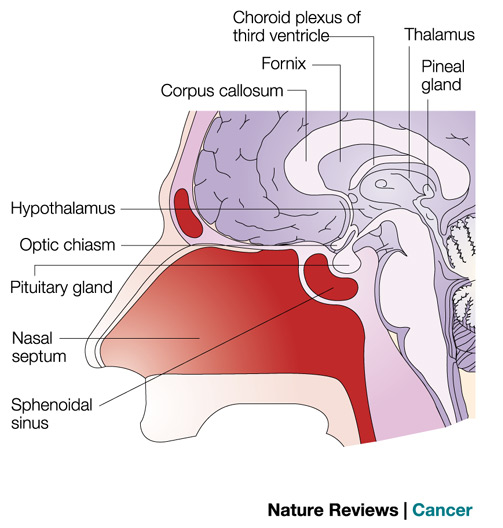 Choroid plexus of
third ventricle
Thalamus
Fornix
Pineal
gland
Corpus callosum
Hypothalamus
Optic chiasm
Pituitary gland
Nasal
septum
Sphenoidal
sinus
Nature Reviews | Cancer